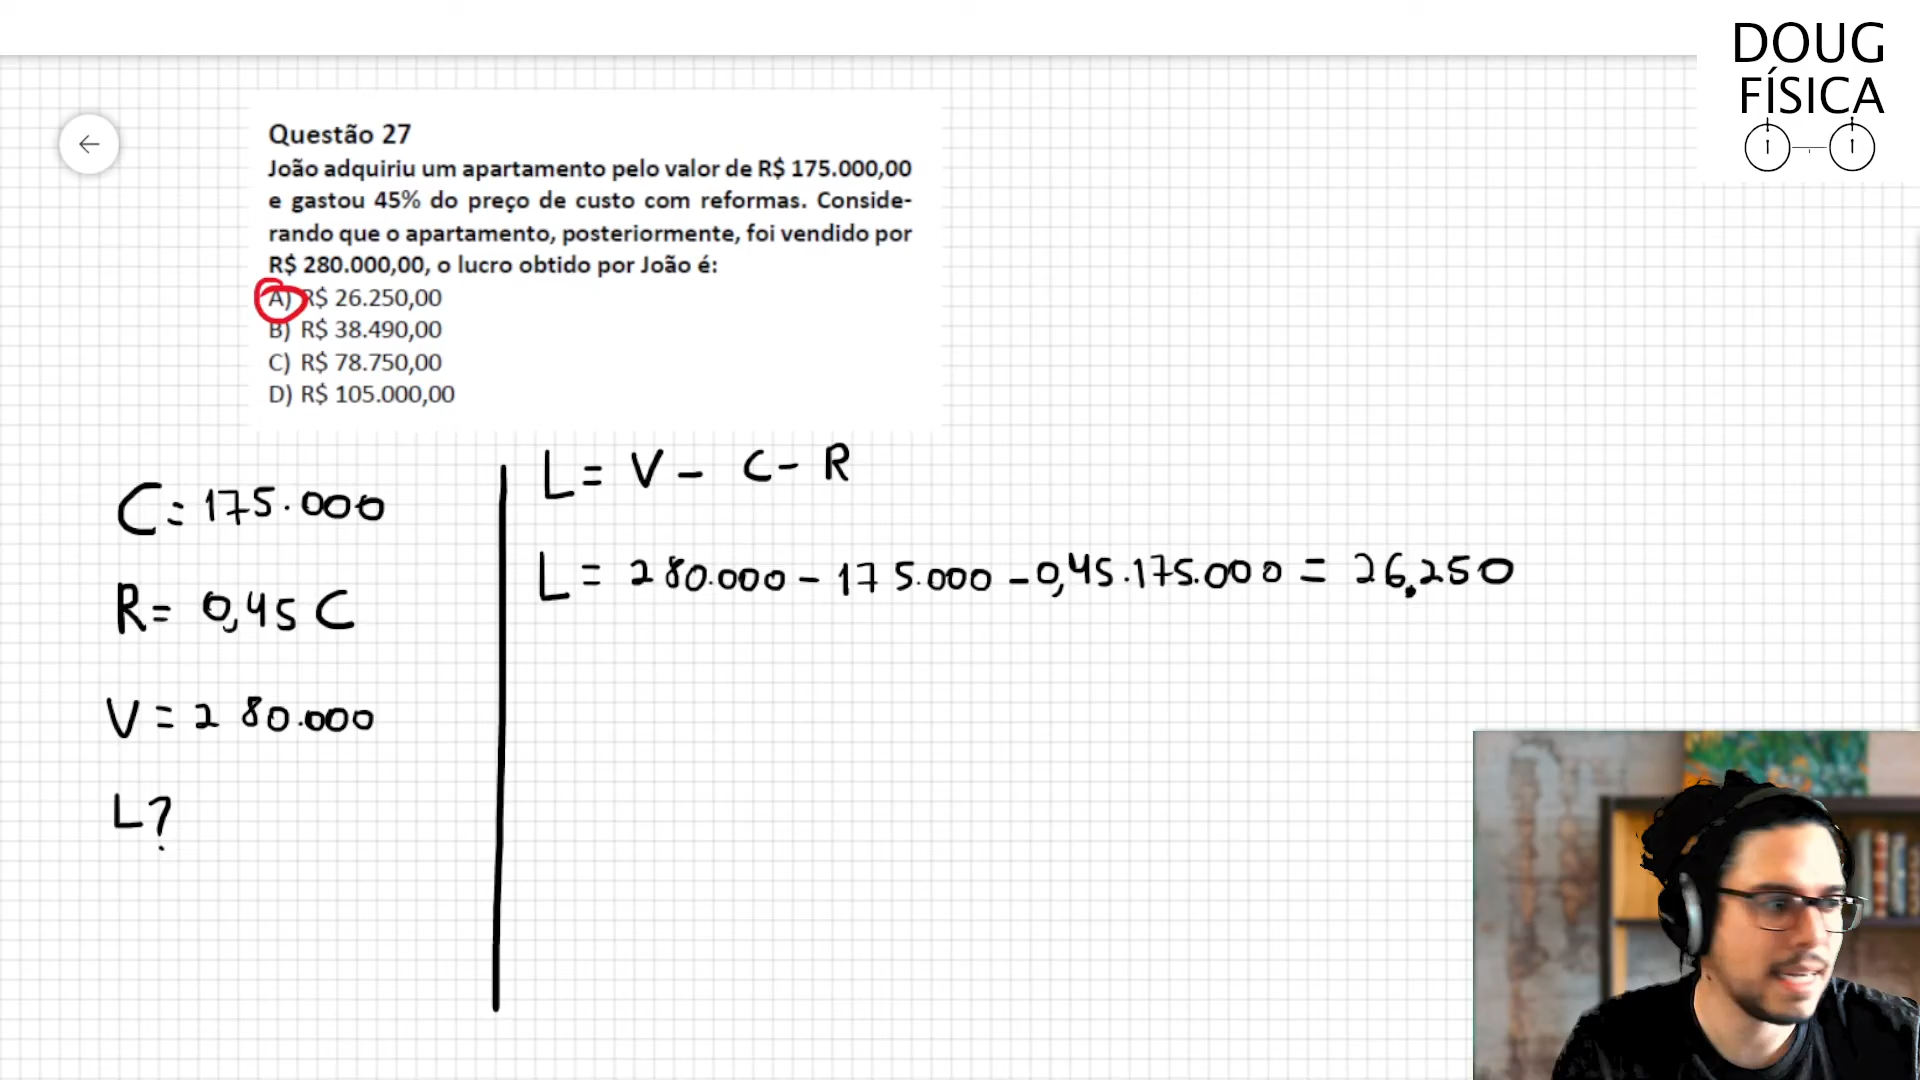 DOUG
FÍSICA
Questão 27
João adquiriu um apartamento pelo valor de R$ 175.000,00
e gastou 45% do preço de custo com reformas. Conside-
rando que o apartamento, posteriormente, foi vendido por
R$ 280.000,00, o lucro obtido por João é:
A) R$ 26.250,00
B) R$ 38.490,00
C) R$ 78.750,00
D) R$ 105.000,00
C = 175.000
R = 0,45 C
V = 280.000
L?
L = V - C - R
L = 280.000 - 175.000 - 0,45.175.000 = 26.250